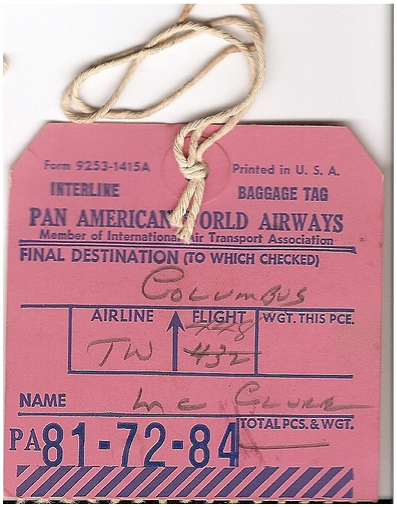 Form 9253-1415A Printed in U. S. A.
INTERLINE BAGGAGE TAG
PAN AMERICAN ORLD AIRWAYS
Member of International Air Transport Association
FINAL DESTINATION (TO WHICH CHECKED)
COLUMBUS
AIRLINE FLIGHT WGT. THIS PCE.
448
TW 432
NAME Mc CLURE
PA 81-72-84 TOTAL PCS. & WGT.